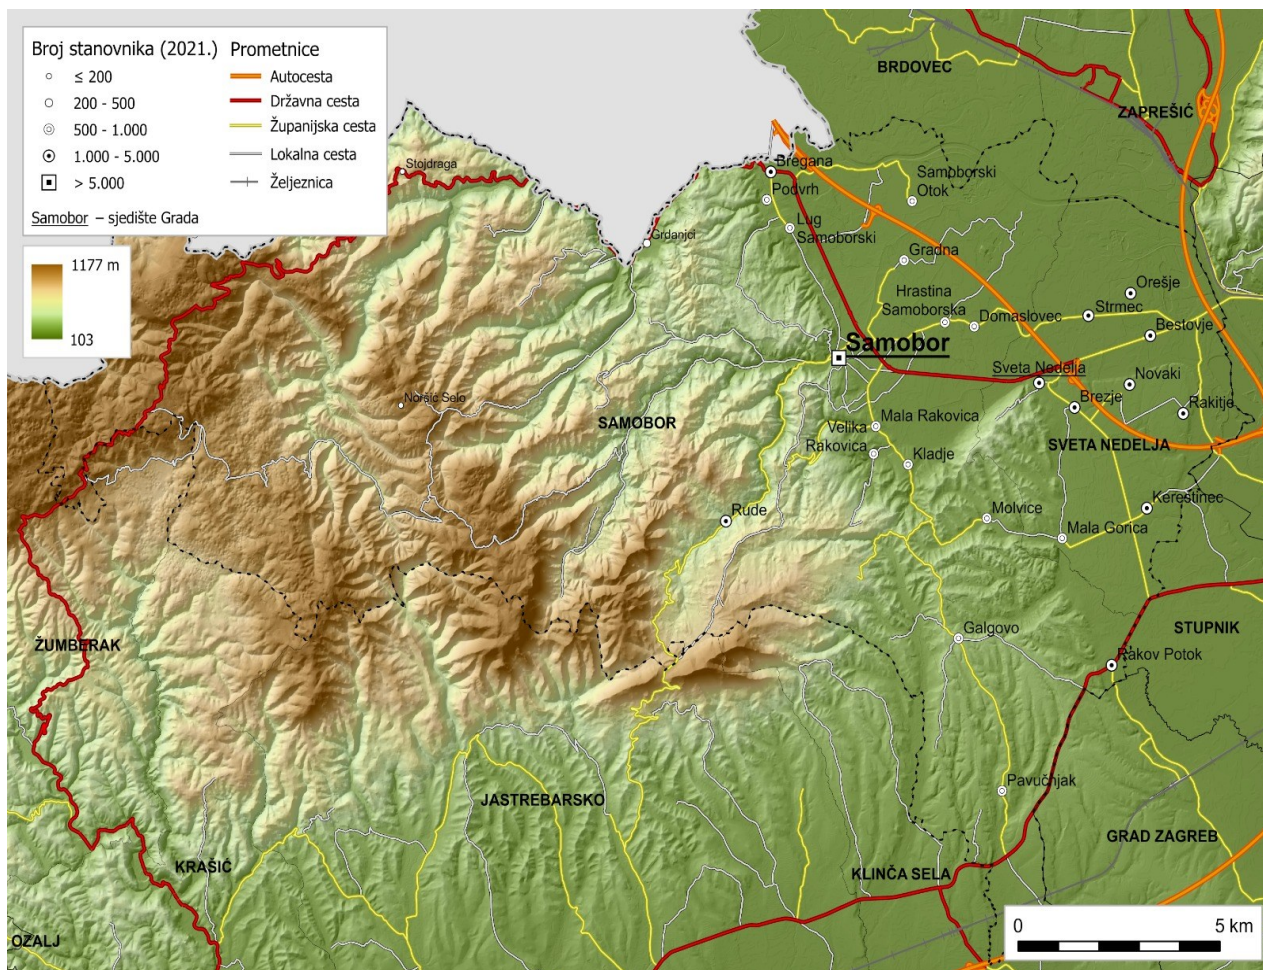 Broj stanovnika (2021.)
≤ 200
200 - 500
500 - 1.000
1.000 - 5.000
> 5.000
Samobor – sjedište Grada
Prometnice
Autocesta
Državna cesta
Županijska cesta
Lokalna cesta
Željeznica
1177 m
103
BRDOVEC
ZAPREŠIĆ
Stojdraga
Bregana
Podvrh
Samoborski
Otok
Lug
Samoborski
Grdanjci
Gradna
Hrastina
Samoborska
Domaslovec
Orešje
Strmec
Bestovje
Samobor
Sveta Nedelja
Novaki
Brezje
Rakitje
Noršić Selo
SAMOBOR
Mala Rakovica
Velika
Rakovica
Kladje
SVETA NEDELJA
Rude
Molvice
Kerestinec
Mala Gorica
ŽUMBERAK
Galgovo
STUPNIK
Rakov Potok
Pavučnjak
JASTREBARSKO
GRAD ZAGREB
KRAŠIĆ
KLINČA SELA
OZALJ
0
5 km